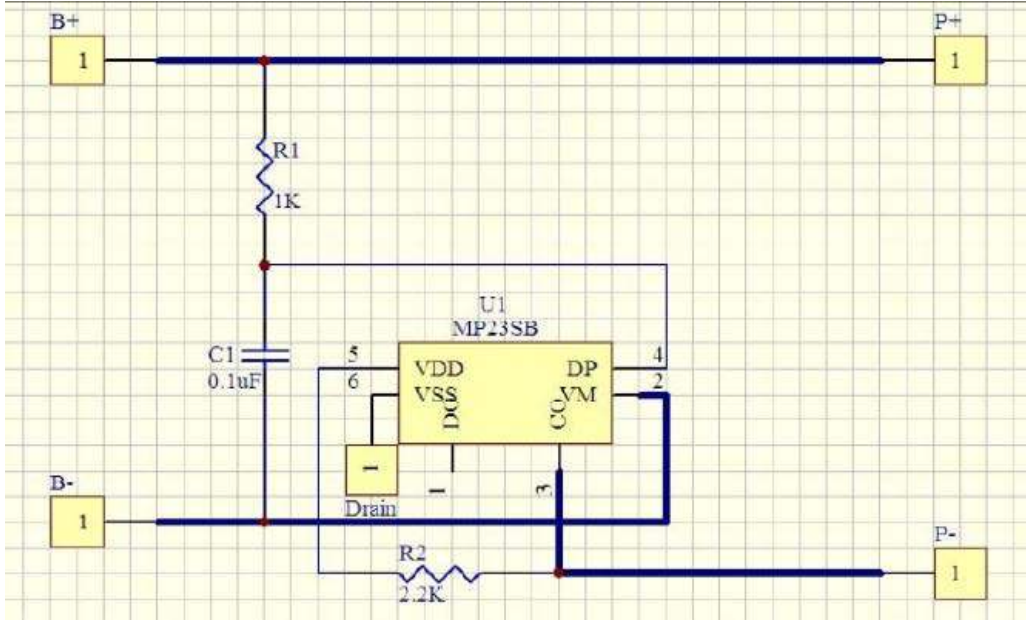 B+
P+
1
1
R1
1K
U1
MP23SB
C1
0.1uF
5
VDD
DP
4
6
VSS
VM
2
DO
CO
1
Drain
1
3
B-
1
R2
2.2K
P-
1